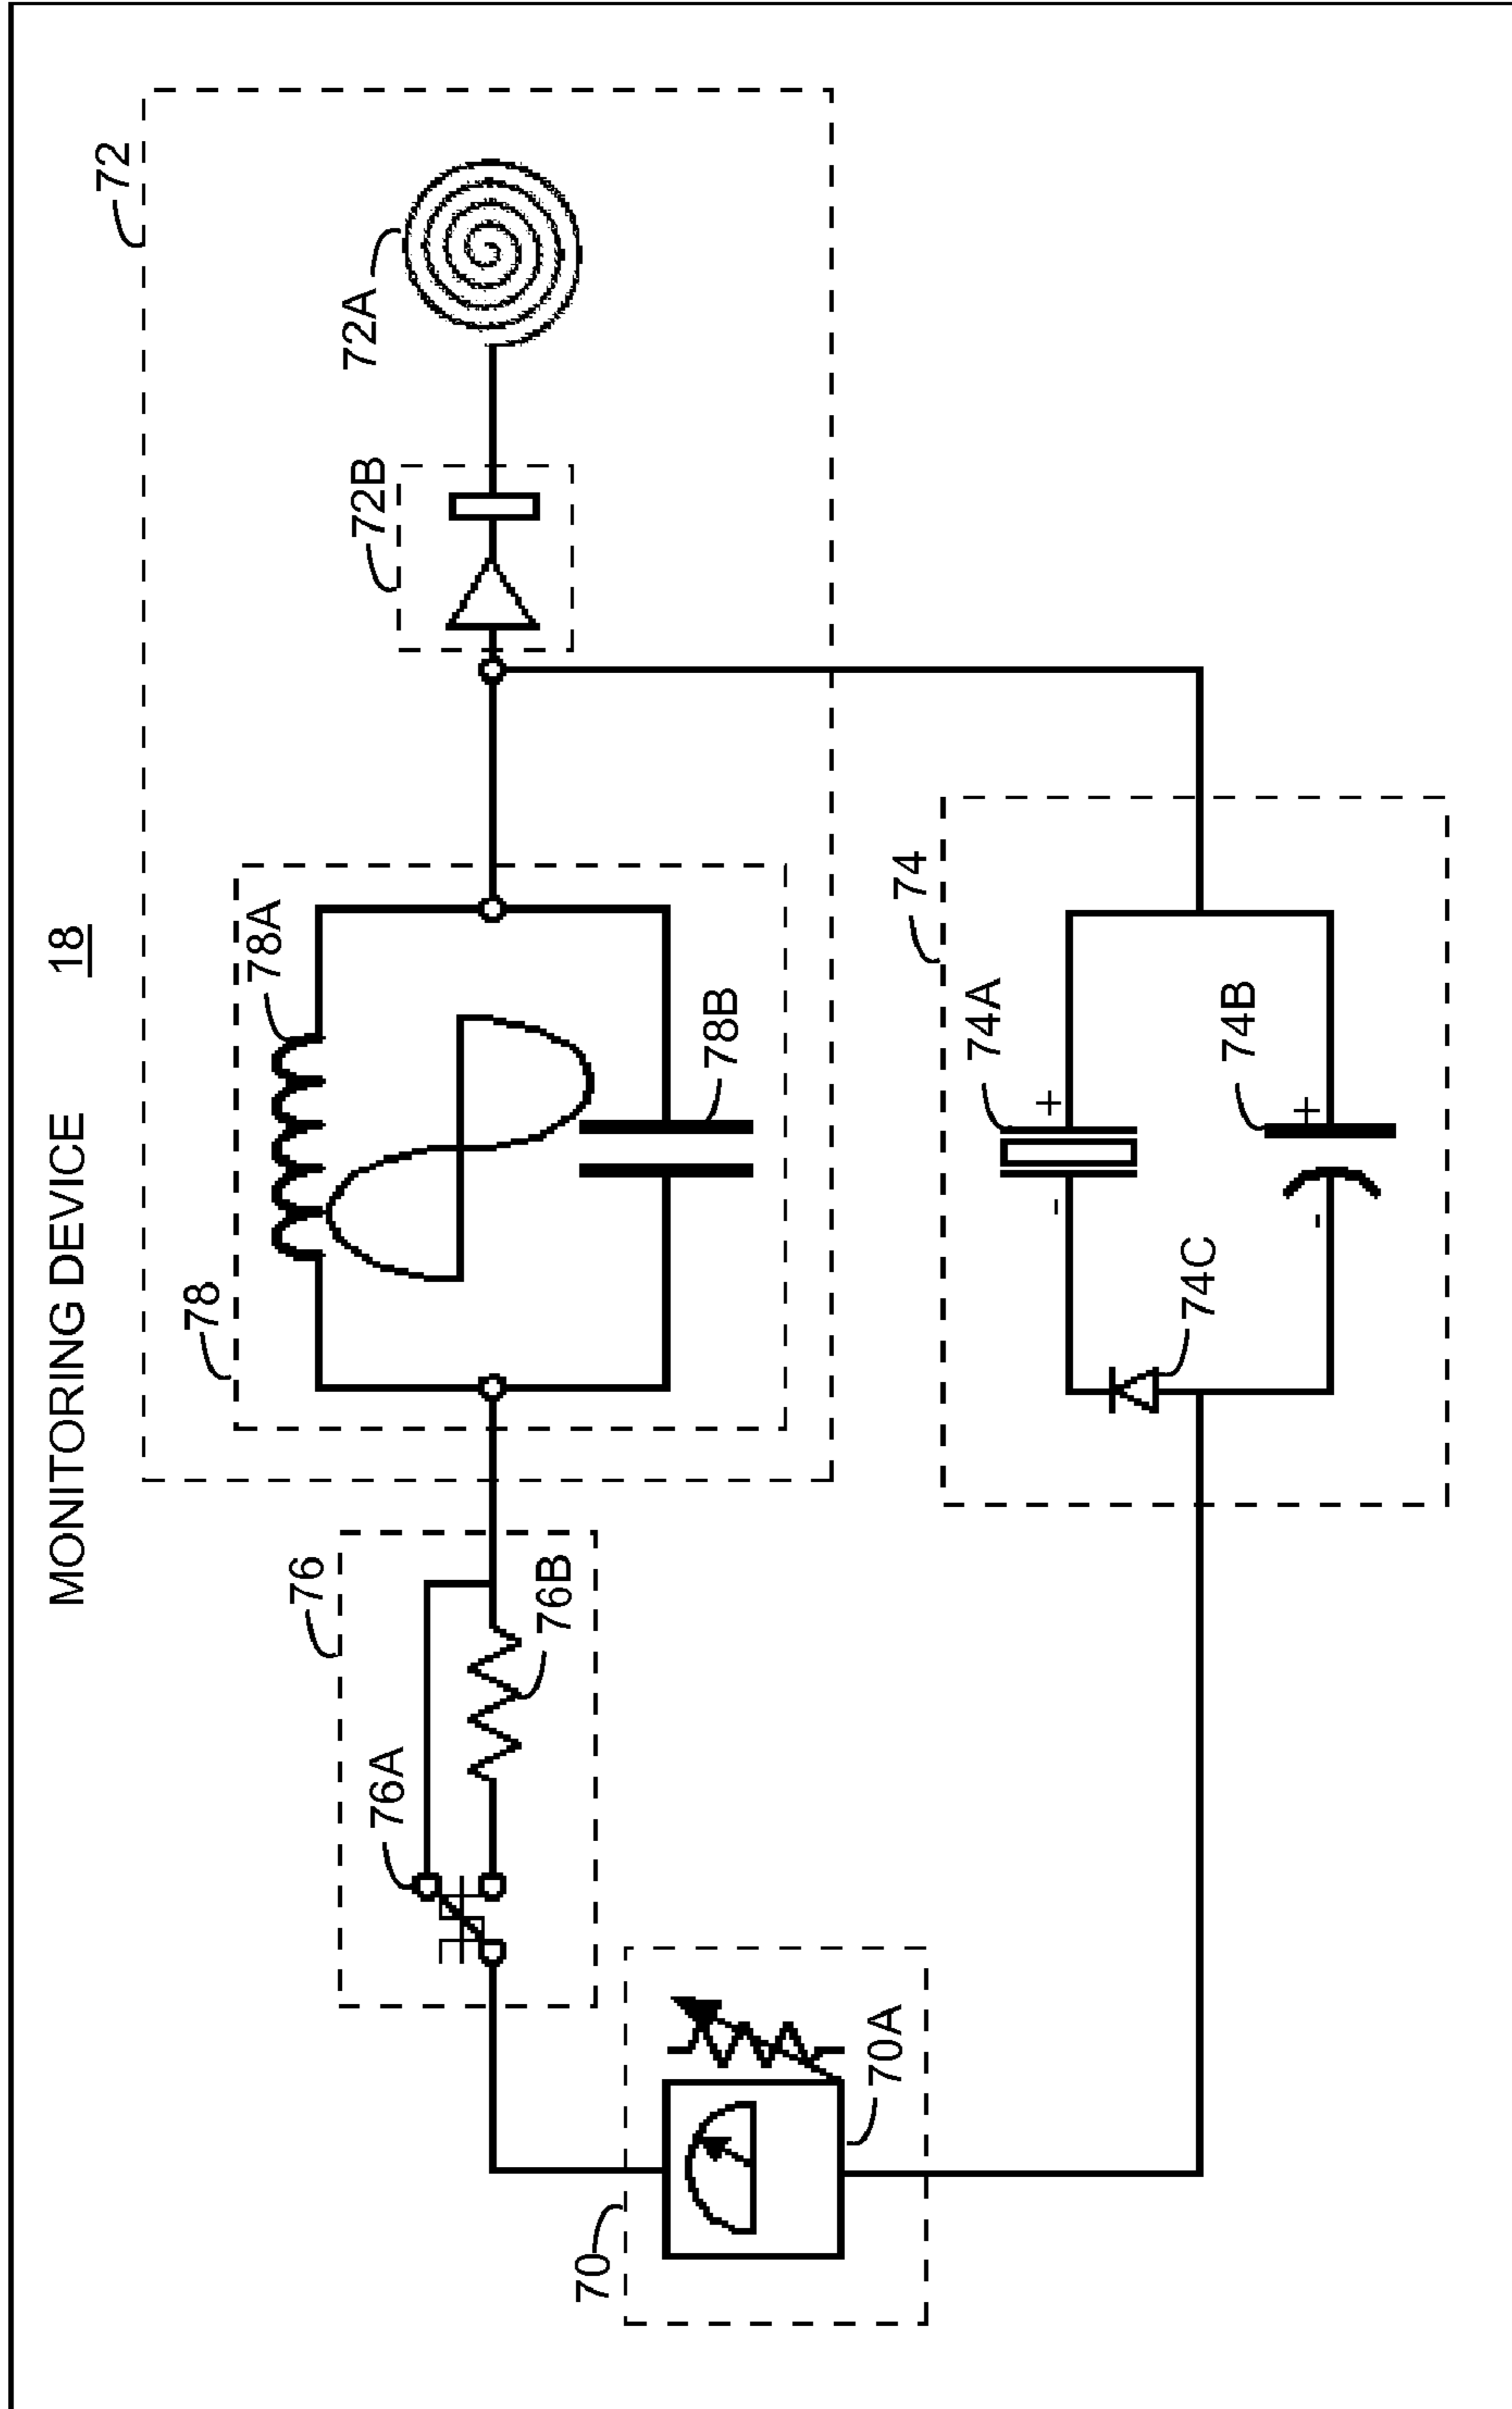 MONITORING DEVICE 18
72
72A
72B
78
78A
78B
76
76A
76B
70
70A
74
74A
+
-
74B
+
-
74C